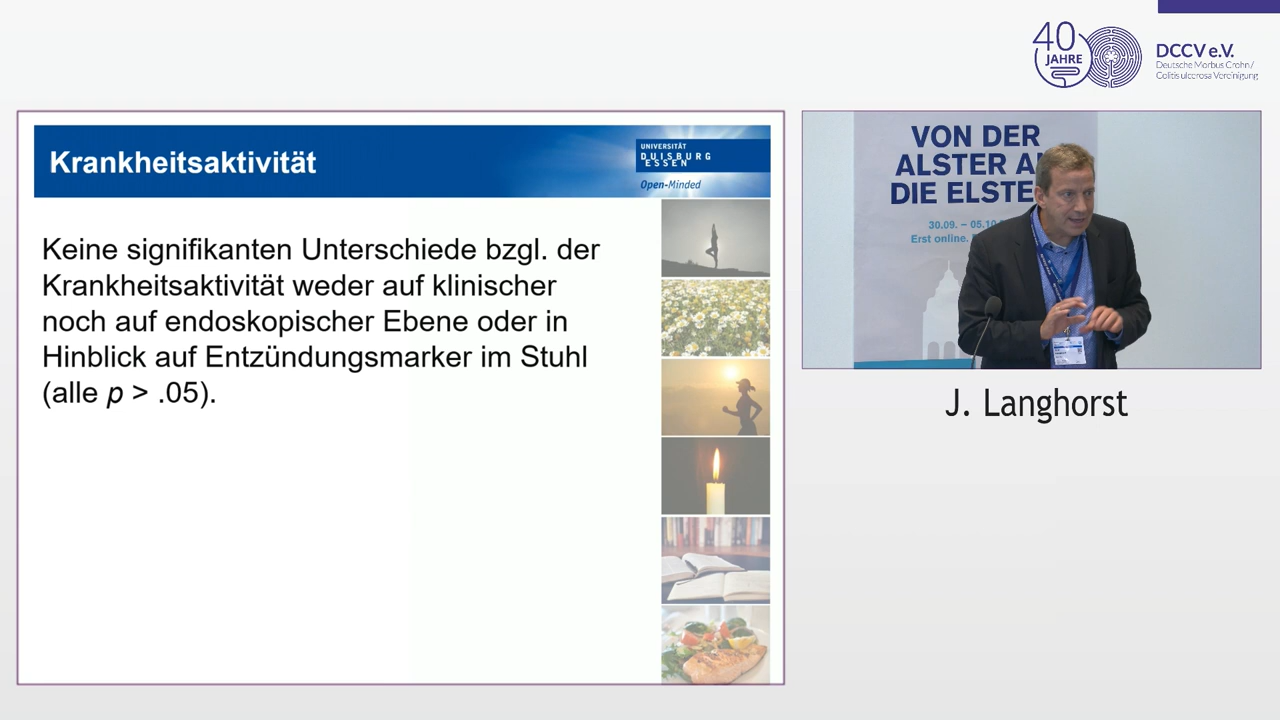 40
JAHRE
DCCV e.V.
Deutsche Morbus Crohn /
Colitis ulcerosa Vereinigung
Krankheitsaktivität
UNIVERSITÄT
DUISBURG
ESSEN
Open-Minded
Keine signifikanten Unterschiede bzgl. der
Krankheitsaktivität weder auf klinischer
noch auf endoskopischer Ebene oder in
Hinblick auf Entzündungsmarker im Stuhl
(alle p > .05).
VON DER
ALSTER A
DIE ELSTE
30.09. – 05.10
Erst online.
J. Langhorst